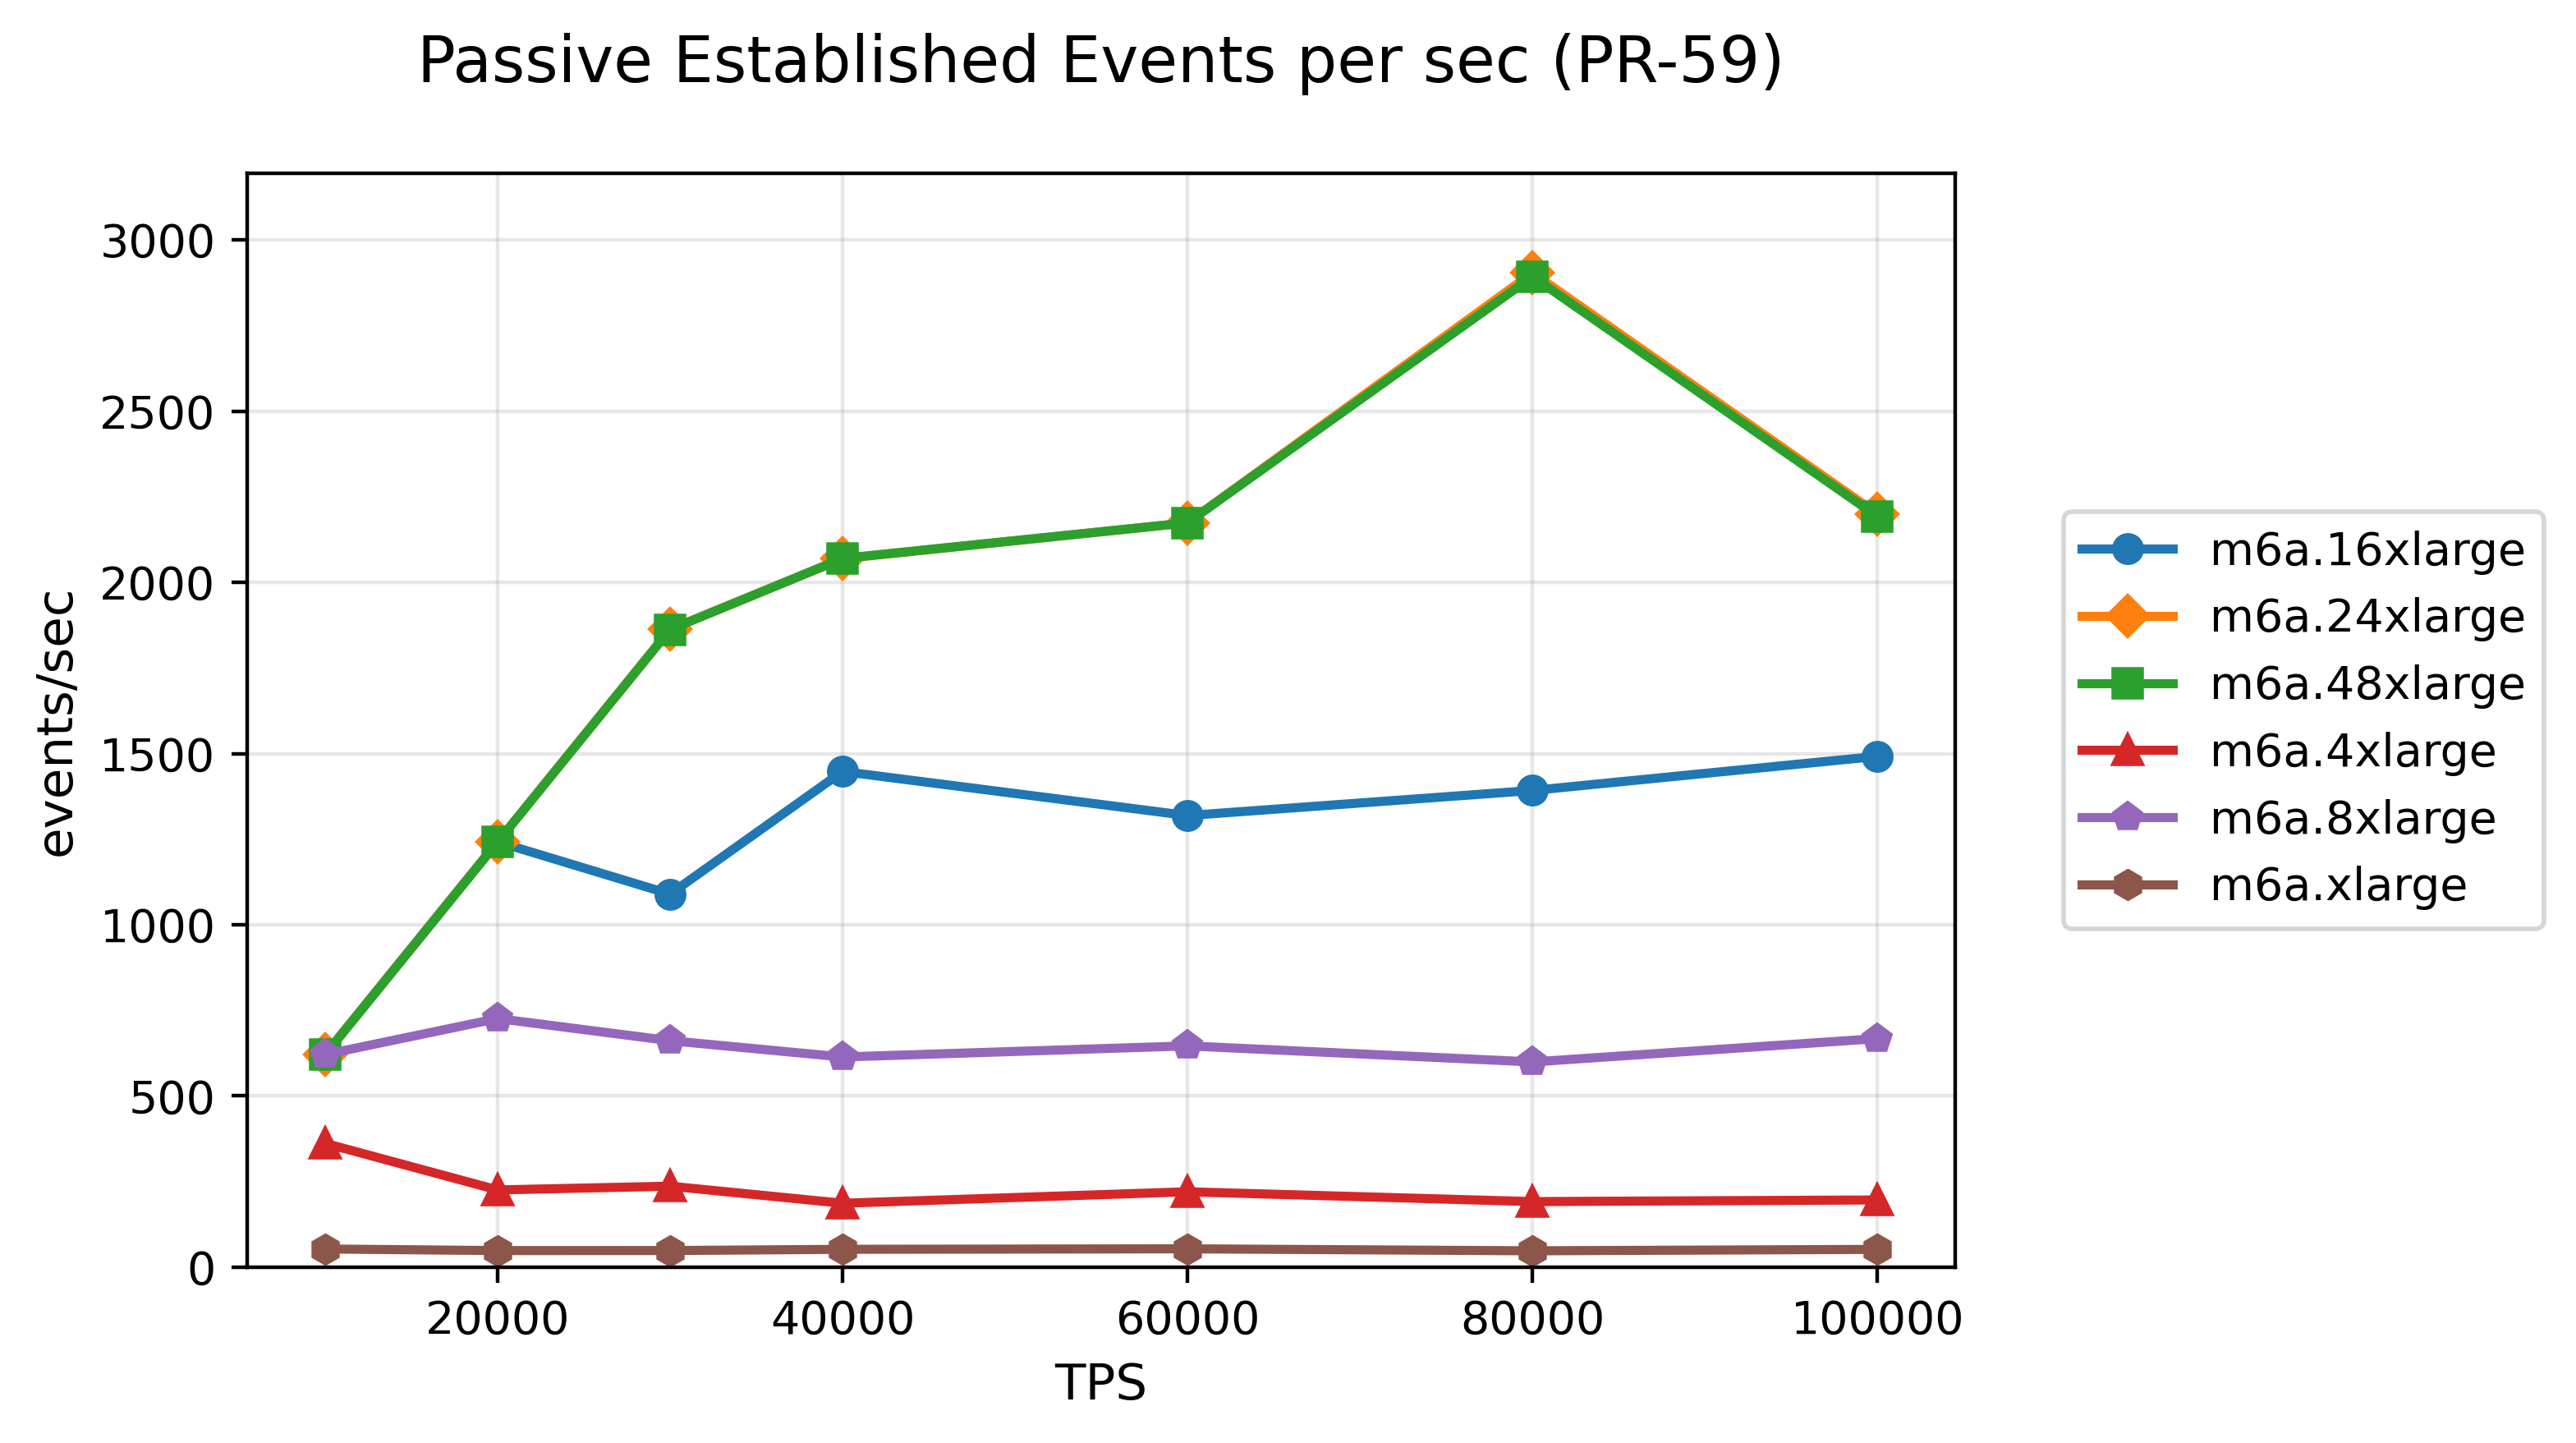 Passive Established Events per sec (PR-59)
3000
2500
2000
1500
1000
500
0
events/sec
20000 40000 60000 80000 100000
TPS
m6a.16xlarge
m6a.24xlarge
m6a.48xlarge
m6a.4xlarge
m6a.8xlarge
m6a.xlarge